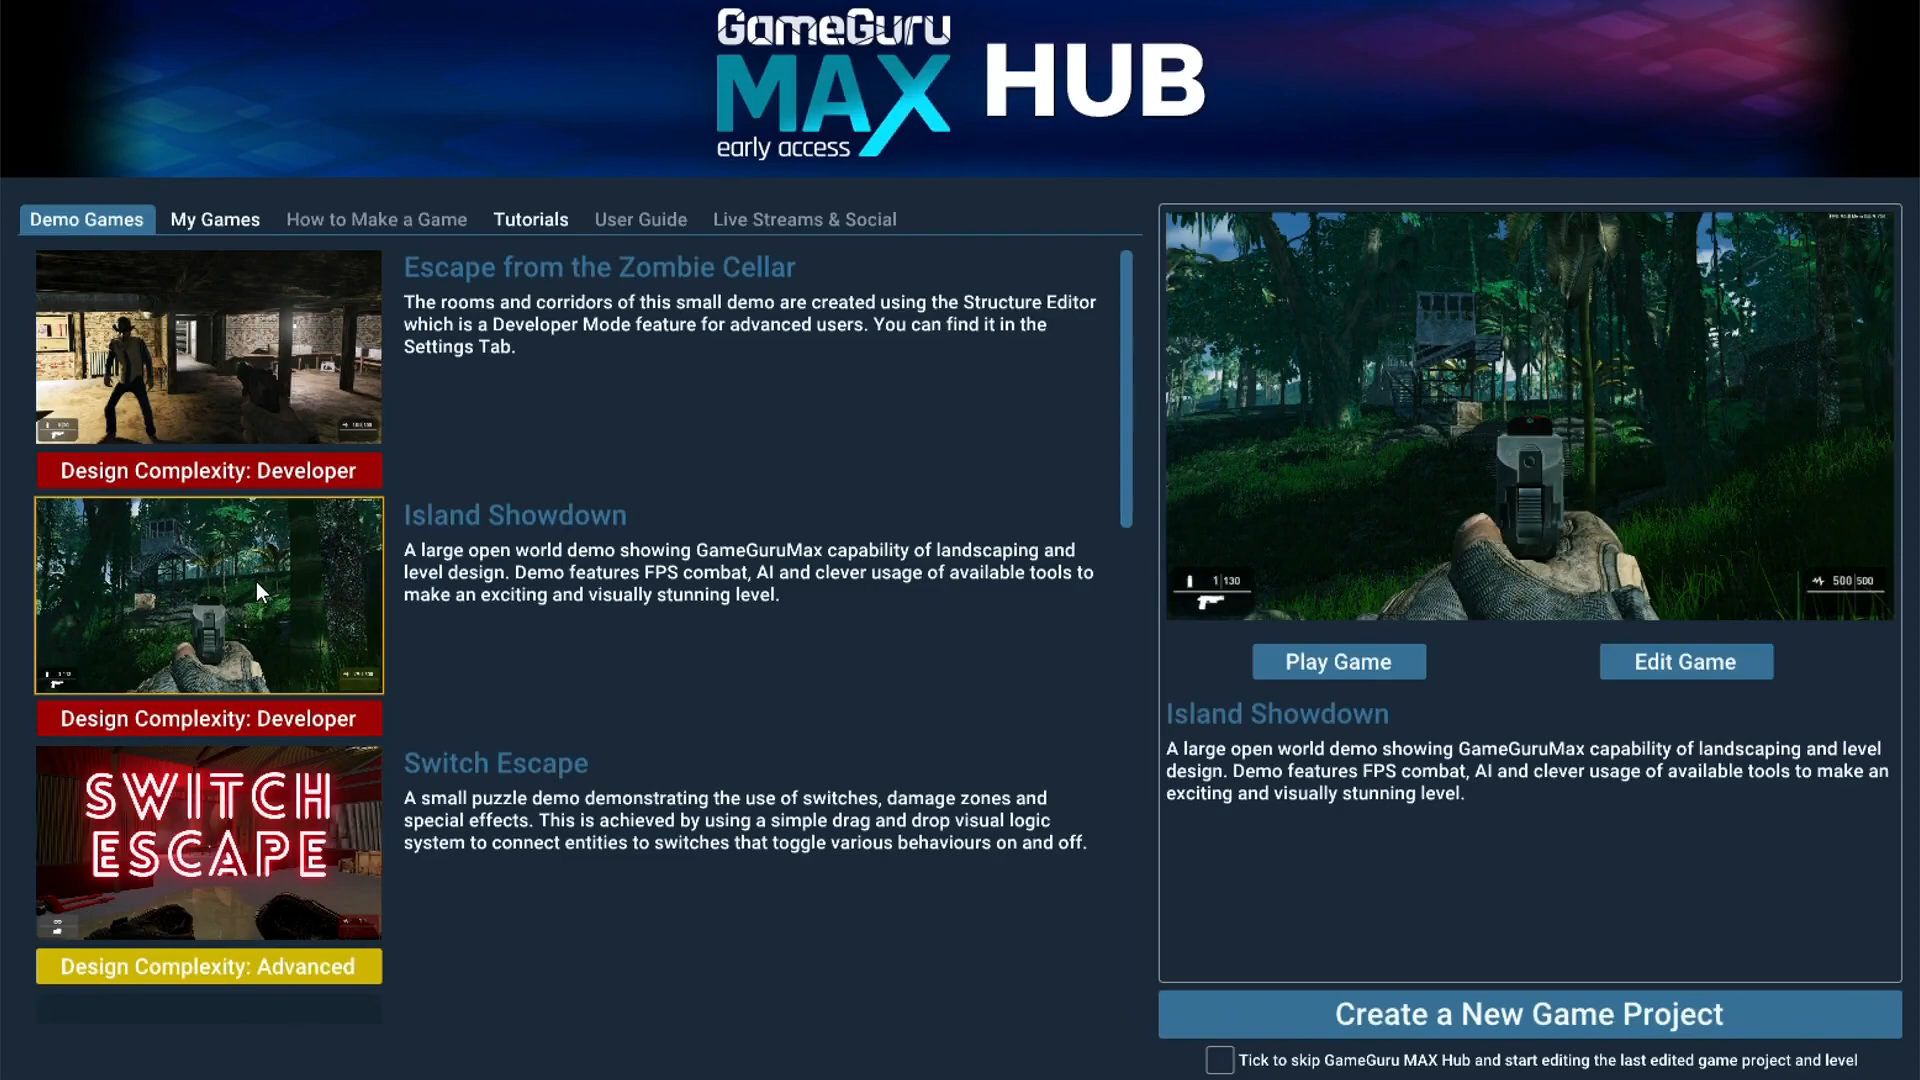 GameGuru
MAX HUB
early access
Demo Games My Games How to Make a Game Tutorials User Guide Live Streams & Social
Escape from the Zombie Cellar
The rooms and corridors of this small demo are created using the Structure Editor
which is a Developer Mode feature for advanced users. You can find it in the
Settings Tab.
Design Complexity: Developer
Island Showdown
A large open world demo showing GameGuruMax capability of landscaping and
level design. Demo features FPS combat, AI and clever usage of available tools to
make an exciting and visually stunning level.
Design Complexity: Developer
SWITCH
ESCAPE
Switch Escape
A small puzzle demo demonstrating the use of switches, damage zones and
special effects. This is achieved by using a simple drag and drop visual logic
system to connect entities to switches that toggle various behaviours on and off.
Design Complexity: Advanced
1|130
500|500
Play Game
Edit Game
Island Showdown
A large open world demo showing GameGuruMax capability of landscaping and level
design. Demo features FPS combat, AI and clever usage of available tools to make an
exciting and visually stunning level.
Create a New Game Project
Tick to skip GameGuru MAX Hub and start editing the last edited game project and level